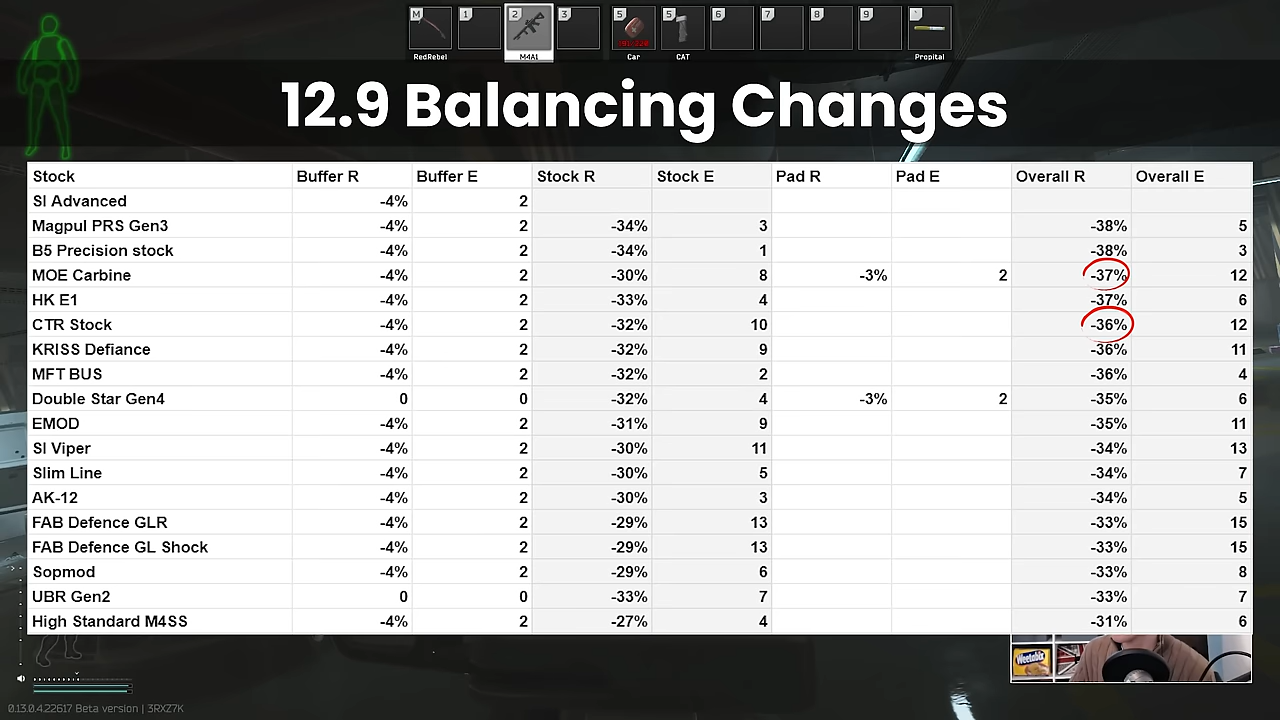 M 1 2 3 5 5 6 7 8 9
RedRebel M4A1 Car CAT Propital
12.9 Balancing Changes
Stock Buffer R Buffer E Stock R Stock E Pad R Pad E Overall R Overall E
SI Advanced -4% 2
Magpul PRS Gen3 -4% 2 -34% 3 -38% 5
B5 Precision stock -4% 2 -34% 1 -38% 3
MOE Carbine -4% 2 -30% 8 -3% 2 -37% 12
HK E1 -4% 2 -33% 4 -37% 6
CTR Stock -4% 2 -32% 10 -36% 12
KRISS Defiance -4% 2 -32% 9 -36% 11
MFT BUS -4% 2 -32% 2 -36% 4
Double Star Gen4 0 0 -32% 4 -3% 2 -35% 6
EMOD -4% 2 -31% 9 -35% 11
SI Viper -4% 2 -30% 11 -34% 13
Slim Line -4% 2 -30% 5 -34% 7
AK-12 -4% 2 -30% 3 -34% 5
FAB Defence GLR -4% 2 -29% 13 -33% 15
FAB Defence GL Shock -4% 2 -29% 13 -33% 15
Sopmod -4% 2 -29% 6 -33% 8
UBR Gen2 0 0 -33% 7 -33% 7
High Standard M4SS -4% 2 -27% 4 -31% 6
Weetabix
0.13.0.4.22617 Beta version | 3RXZ7K